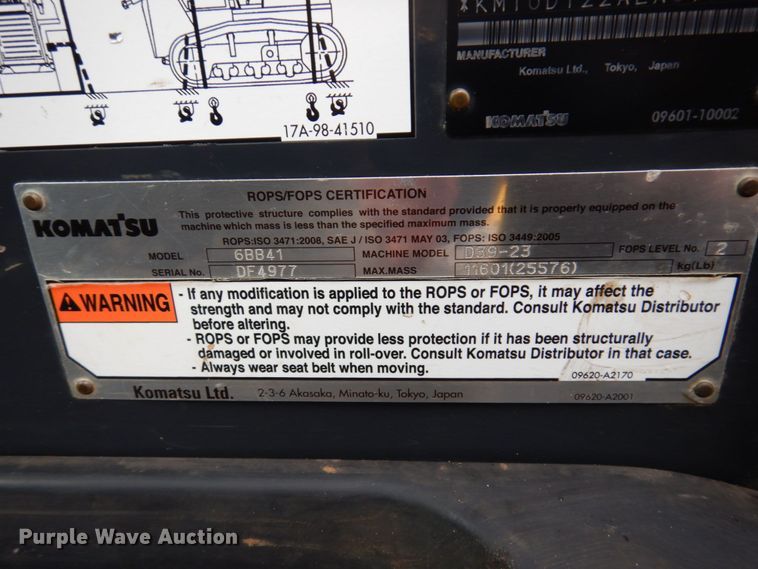 MANUFACTURER
Komatsu Ltd., Tokyo, Japan
KOMATSU 09601-10002
17A-98-41510
ROPS/FOPS CERTIFICATION
KOMATSU
This protective structure complies with the standard provided that it is properly equipped on the
machine which mass is less than the specified maximum mass.
ROPS:ISO 3471:2008, SAE J / ISO 3471 MAY 03, FOPS: ISO 3449:2005
MODEL 6BB41 MACHINE MODEL D39-23 FOPS LEVEL No. 2
SERIAL No. DF4977 MAX.MASS 11601(25576) kg(Lb)
WARNING
- If any modification is applied to the ROPS or FOPS, it may affect the
strength and may not comply with the standard. Consult Komatsu Distributor
before altering.
- ROPS or FOPS may provide less protection if it has been structurally
damaged or involved in roll-over. Consult Komatsu Distributor in that case.
- Always wear seat belt when moving.
09620-A2170
Komatsu Ltd. 2-3-6 Akasaka, Minato-ku, Tokyo, Japan 09620-A2001
Purple Wave Auction